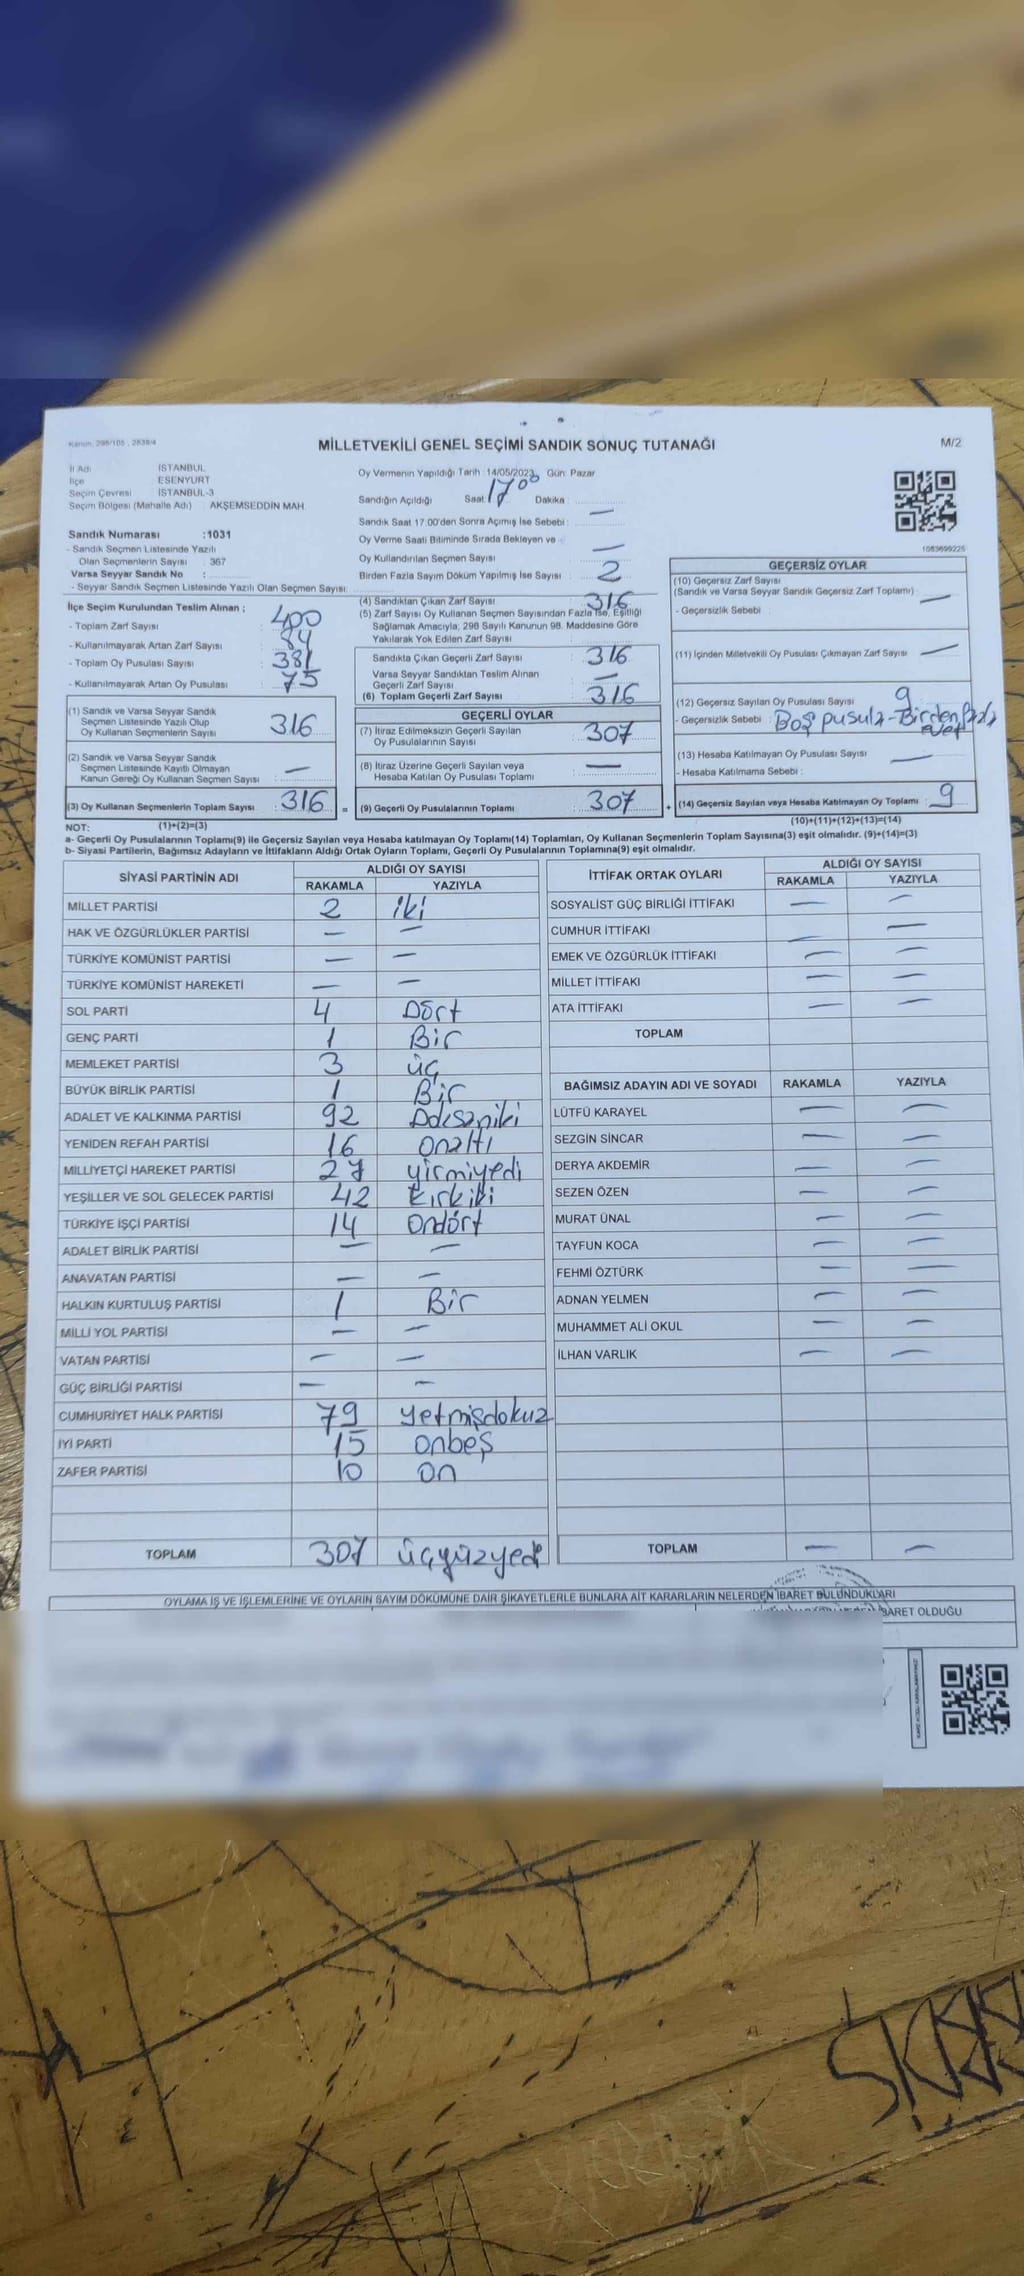 Kanun: 298/105 , 2839/4
MİLLETVEKİLİ GENEL SEÇİMİ SANDIK SONUÇ TUTANAĞI
M/2
İl Adı İSTANBUL
İlçe ESENYURT
Seçim Çevresi İSTANBUL-3
Seçim Bölgesi (Mahalle Adı) : AKŞEMSEDDİN MAH.
Sandık Numarası :1031
- Sandık Seçmen Listesinde Yazılı
Olan Seçmenlerin Sayısı : 367
Varsa Seyyar Sandık No :
- Seyyar Sandık Seçmen Listesinde Yazılı Olan Seçmen Sayısı:
Oy Vermenin Yapıldığı Tarih :14/05/2023 Gün: Pazar
Sandığın Açıldığı Saat 17 00 Dakika :
Sandık Saat 17:00'den Sonra Açımış İse Sebebi : —
Oy Verme Saati Bitiminde Sırada Bekleyen ve
Oy Kullandırılan Seçmen Sayısı —
Birden Fazla Sayım Döküm Yapılmış İse Sayısı : 2
1083699225
İlçe Seçim Kurulundan Teslim Alınan ;
- Toplam Zarf Sayısı : 400
- Kullanılmayarak Artan Zarf Sayısı : 84
- Toplam Oy Pusulası Sayısı : 381
- Kullanılmayarak Artan Oy Pusulası : 75
(1) Sandık ve Varsa Seyyar Sandık
Seçmen Listesinde Yazılı Olup
Oy Kullanan Seçmenlerin Sayısı : 316
(2) Sandık ve Varsa Seyyar Sandık
Seçmen Listesinde Kayıtlı Olmayan
Kanun Gereği Oy Kullanan Seçmen Sayısı : —
(3) Oy Kullanan Seçmenlerin Toplam Sayısı : 316 =
(1)+(2)=(3)
(4) Sandıktan Çıkan Zarf Sayısı : 316
(5) Zarf Sayısı Oy Kullanan Seçmen Sayısından Fazla İse, Eşitliği
Sağlamak Amacıyla; 298 Sayılı Kanunun 98. Maddesine Göre
Yakılarak Yok Edilen Zarf Sayısı :
Sandıkta Çıkan Geçerli Zarf Sayısı : 316
Varsa Seyyar Sandıktan Teslim Alınan
Geçerli Zarf Sayısı : —
(6) Toplam Geçerli Zarf Sayısı : 316
GEÇERLİ OYLAR
(7) İtiraz Edilmeksizin Geçerli Sayılan
Oy Pusulalarının Sayısı : 307
(8) İtiraz Üzerine Geçerli Sayılan veya
Hesaba Katılan Oy Pusulası Toplamı : —
(9) Geçerli Oy Pusulalarının Toplamı : 307 +
GEÇERSİZ OYLAR
(10) Geçersiz Zarf Sayısı
(Sandık ve Varsa Seyyar Sandık Geçersiz Zarf Toplamı) : —
- Geçersizlik Sebebi :
(11) İçinden Milletvekili Oy Pusulası Çıkmayan Zarf Sayısı : —
(12) Geçersiz Sayılan Oy Pusulası Sayısı : 9
- Geçersizlik Sebebi : Boş pusula - Birden fazla
evet
(13) Hesaba Katılmayan Oy Pusulası Sayısı : —
- Hesaba Katılmama Sebebi :
(14) Geçersiz Sayılan veya Hesaba Katılmayan Oy Toplamı : 9
(10)+(11)+(12)+(13)=(14)
NOT:
a- Geçerli Oy Pusulalarının Toplamı(9) ile Geçersiz Sayılan veya Hesaba katılmayan Oy Toplamı(14) Toplamları, Oy Kullanan Seçmenlerin Toplam Sayısına(3) eşit olmalıdır. (9)+(14)=(3)
b- Siyasi Partilerin, Bağımsız Adayların ve İttifakların Aldığı Ortak Oyların Toplamı, Geçerli Oy Pusulalarının Toplamına(9) eşit olmalıdır.
SİYASİ PARTİNİN ADI ALDIĞI OY SAYISI
RAKAMLA YAZIYLA
MİLLET PARTİSİ 2 iki
HAK VE ÖZGÜRLÜKLER PARTİSİ — —
TÜRKİYE KOMÜNİST PARTİSİ — —
TÜRKİYE KOMÜNİST HAREKETİ — —
SOL PARTİ 4 Dört
GENÇ PARTİ 1 Bir
MEMLEKET PARTİSİ 3 üç
BÜYÜK BİRLİK PARTİSİ 1 Bir
ADALET VE KALKINMA PARTİSİ 92 Doksaniki
YENİDEN REFAH PARTİSİ 16 onaltı
MİLLİYETÇİ HAREKET PARTİSİ 27 yirmiyedi
YEŞİLLER VE SOL GELECEK PARTİSİ 42 kırkiki
TÜRKİYE İŞÇİ PARTİSİ 14 ondört
ADALET BİRLİK PARTİSİ — —
ANAVATAN PARTİSİ — —
HALKIN KURTULUŞ PARTİSİ 1 Bir
MİLLİ YOL PARTİSİ — —
VATAN PARTİSİ — —
GÜÇ BİRLİĞİ PARTİSİ — —
CUMHURİYET HALK PARTİSİ 79 yetmişdokuz
İYİ PARTİ 15 onbeş
ZAFER PARTİSİ 10 on
TOPLAM 307 üçyüzyedi
İTTİFAK ORTAK OYLARI ALDIĞI OY SAYISI
RAKAMLA YAZIYLA
SOSYALİST GÜÇ BİRLİĞİ İTTİFAKI — —
CUMHUR İTTİFAKI — —
EMEK VE ÖZGÜRLÜK İTTİFAKI — —
MİLLET İTTİFAKI — —
ATA İTTİFAKI — —
TOPLAM
BAĞIMSIZ ADAYIN ADI VE SOYADI RAKAMLA YAZIYLA
LÜTFÜ KARAYEL — —
SEZGİN SİNCAR — —
DERYA AKDEMİR — —
SEZEN ÖZEN — —
MURAT ÜNAL — —
TAYFUN KOCA — —
FEHMİ ÖZTÜRK — —
ADNAN YELMEN — —
MUHAMMET ALİ OKUL — —
İLHAN VARLIK — —
TOPLAM — —
OYLAMA İŞ VE İŞLEMLERİNE VE OYLARIN SAYIM DÖKÜMÜNE DAİR ŞİKAYETLERLE BUNLARA AİT KARARLARIN NELERDEN İBARET BULUNDUKLARI
BARET OLDUĞU